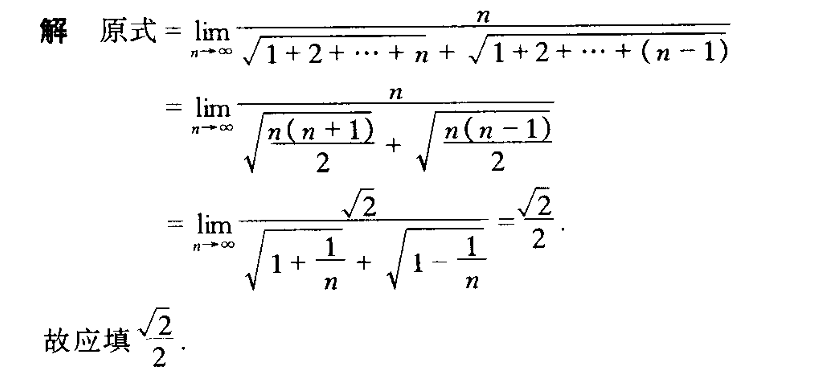 解 原式 = lim_{n→∞} n / (√(1+2+⋯+n) + √(1+2+⋯+(n-1)))
= lim_{n→∞} n / (√(n(n+1)/2) + √(n(n-1)/2))
= lim_{n→∞} √2 / (√(1+1/n) + √(1-1/n)) = √2/2.
故应填 √2/2.